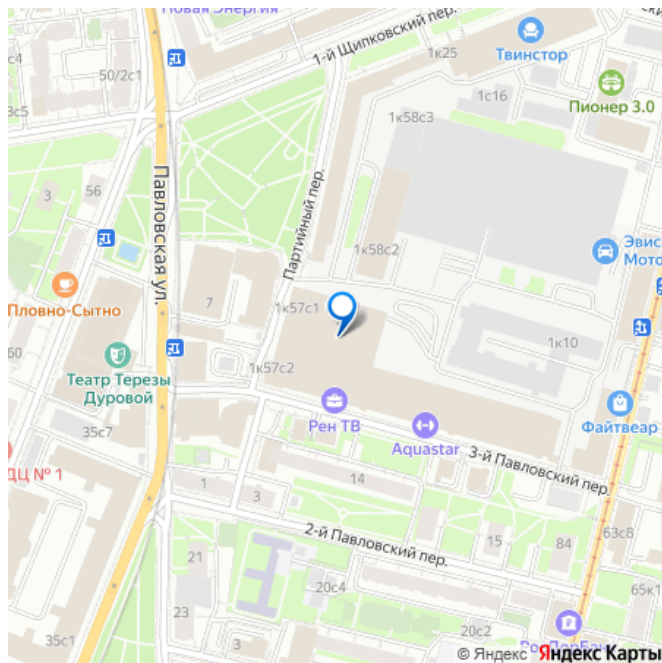 Новая Энергия
1-й Щипковский пер.
1к25
Твинстор
с4
50/2с1
3с5
1с16
Пионер 3.0
1к58с3
Павловская ул.
56
3
Партийный пер.
1к58с2
Эвис
Мото
Пловно-Сытно
7
1к57с1
1к10
60
Театр Терезы
Дуровой
1к57с2
Рен ТВ
Aquastar
Файтвеар
35с7
ДЦ № 1
3-й Павловский пер.
14
1
3
2-й Павловский пер.
15
84
63с8
21
20с4
65к1
23
20с2
3
35с1
© Яндекс Яндекс Карты